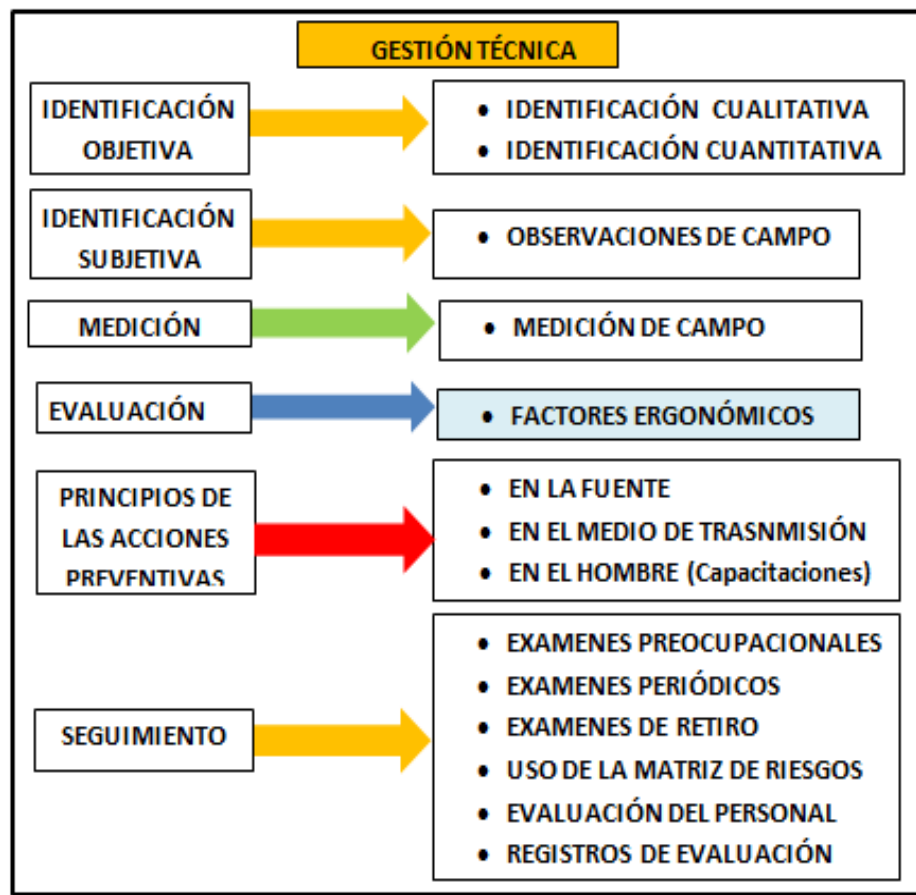 GESTIÓN TÉCNICA
IDENTIFICACIÓN
OBJETIVA
• IDENTIFICACIÓN CUALITATIVA
• IDENTIFICACIÓN CUANTITATIVA
IDENTIFICACIÓN
SUBJETIVA
• OBSERVACIONES DE CAMPO
MEDICIÓN
• MEDICIÓN DE CAMPO
EVALUACIÓN
• FACTORES ERGONÓMICOS
PRINCIPIOS DE
LAS ACCIONES
PREVENTIVAS
• EN LA FUENTE
• EN EL MEDIO DE TRASNMISIÓN
• EN EL HOMBRE (Capacitaciones)
SEGUIMIENTO
• EXAMENES PREOCUPACIONALES
• EXAMENES PERIÓDICOS
• EXAMENES DE RETIRO
• USO DE LA MATRIZ DE RIESGOS
• EVALUACIÓN DEL PERSONAL
• REGISTROS DE EVALUACIÓN